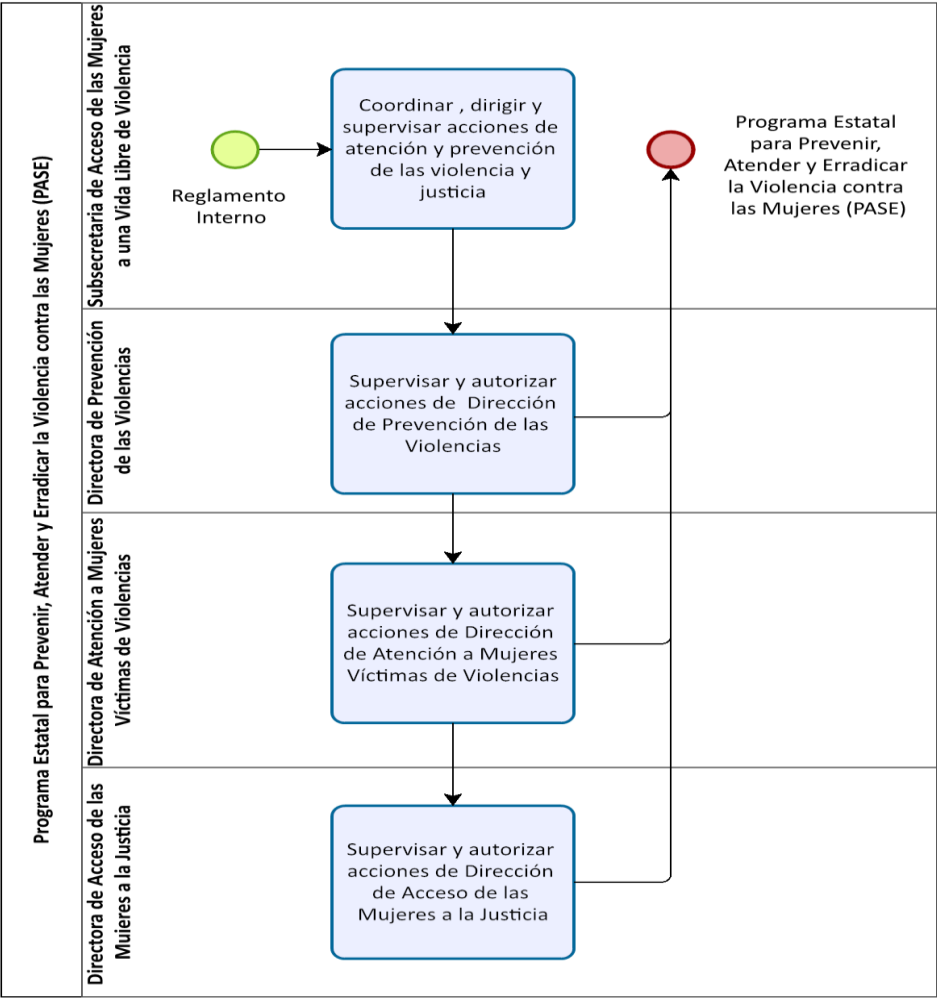 Programa Estatal para Prevenir, Atender y Erradicar la Violencia contra las Mujeres (PASE)
Subsecretaria de Acceso de las Mujeres
a una Vida Libre de Violencia
Reglamento
Interno
Coordinar , dirigir y
supervisar acciones de
atención y prevención
de las violencia y
justicia
Programa Estatal
para Prevenir,
Atender y Erradicar
la Violencia contra
las Mujeres (PASE)
Directora de Prevención
de las Violencias
Supervisar y autorizar
acciones de Dirección
de Prevención de las
Violencias
Directora de Atención a Mujeres
Víctimas de Violencias
Supervisar y autorizar
acciones de Dirección
de Atención a Mujeres
Víctimas de Violencias
Directora de Acceso de las
Mujeres a la Justicia
Supervisar y autorizar
acciones de Dirección
de Acceso de las
Mujeres a la Justicia